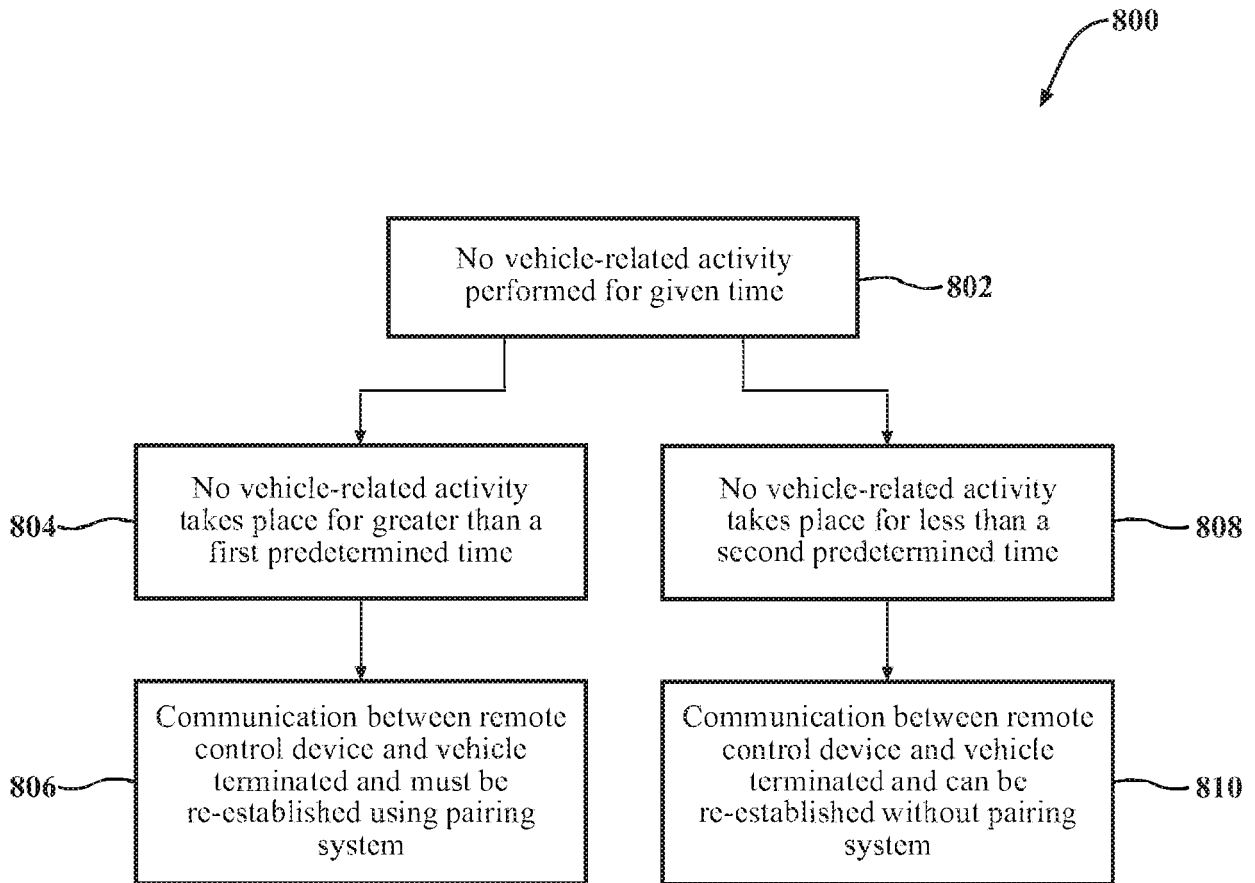 800
No vehicle-related activity
performed for given time
802
No vehicle-related activity
takes place for greater than a
first predetermined time
804
No vehicle-related activity
takes place for less than a
second predetermined time
808
Communication between remote
control device and vehicle
terminated and must be
re-established using pairing
system
806
Communication between remote
control device and vehicle
terminated and can be
re-established without pairing
system
810